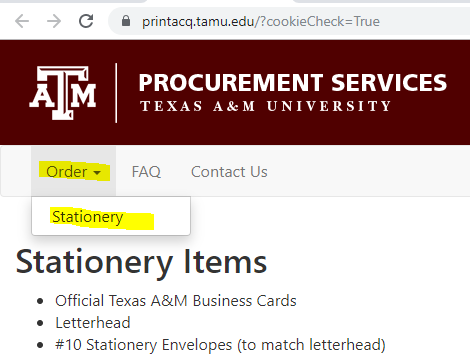 printacq.tamu.edu/?cookieCheck=True
ATM
PROCUREMENT SERVICES
TEXAS A&M UNIVERSITY
Order FAQ Contact Us
Stationery
Stationery Items
• Official Texas A&M Business Cards
• Letterhead
• #10 Stationery Envelopes (to match letterhead)